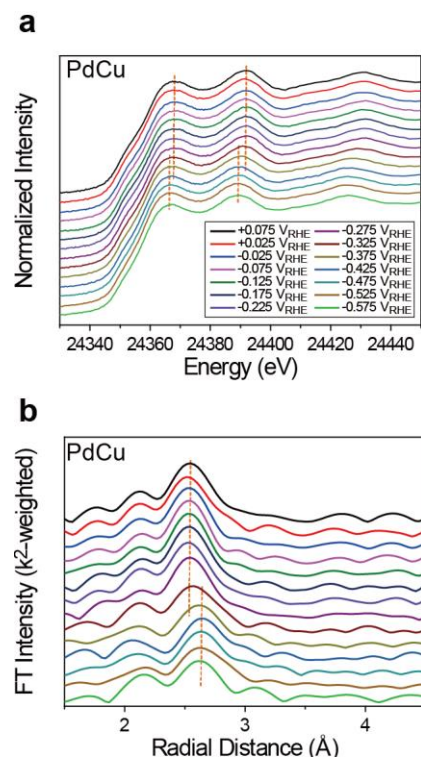 a
PdCu
Normalized Intensity
+0.075 V_RHE -0.275 V_RHE
+0.025 V_RHE -0.325 V_RHE
-0.025 V_RHE -0.375 V_RHE
-0.075 V_RHE -0.425 V_RHE
-0.125 V_RHE -0.475 V_RHE
-0.175 V_RHE -0.525 V_RHE
-0.225 V_RHE -0.575 V_RHE
24340 24360 24380 24400 24420 24440
Energy (eV)
b
PdCu
FT Intensity (k²-weighted)
2 3 4
Radial Distance (Å)